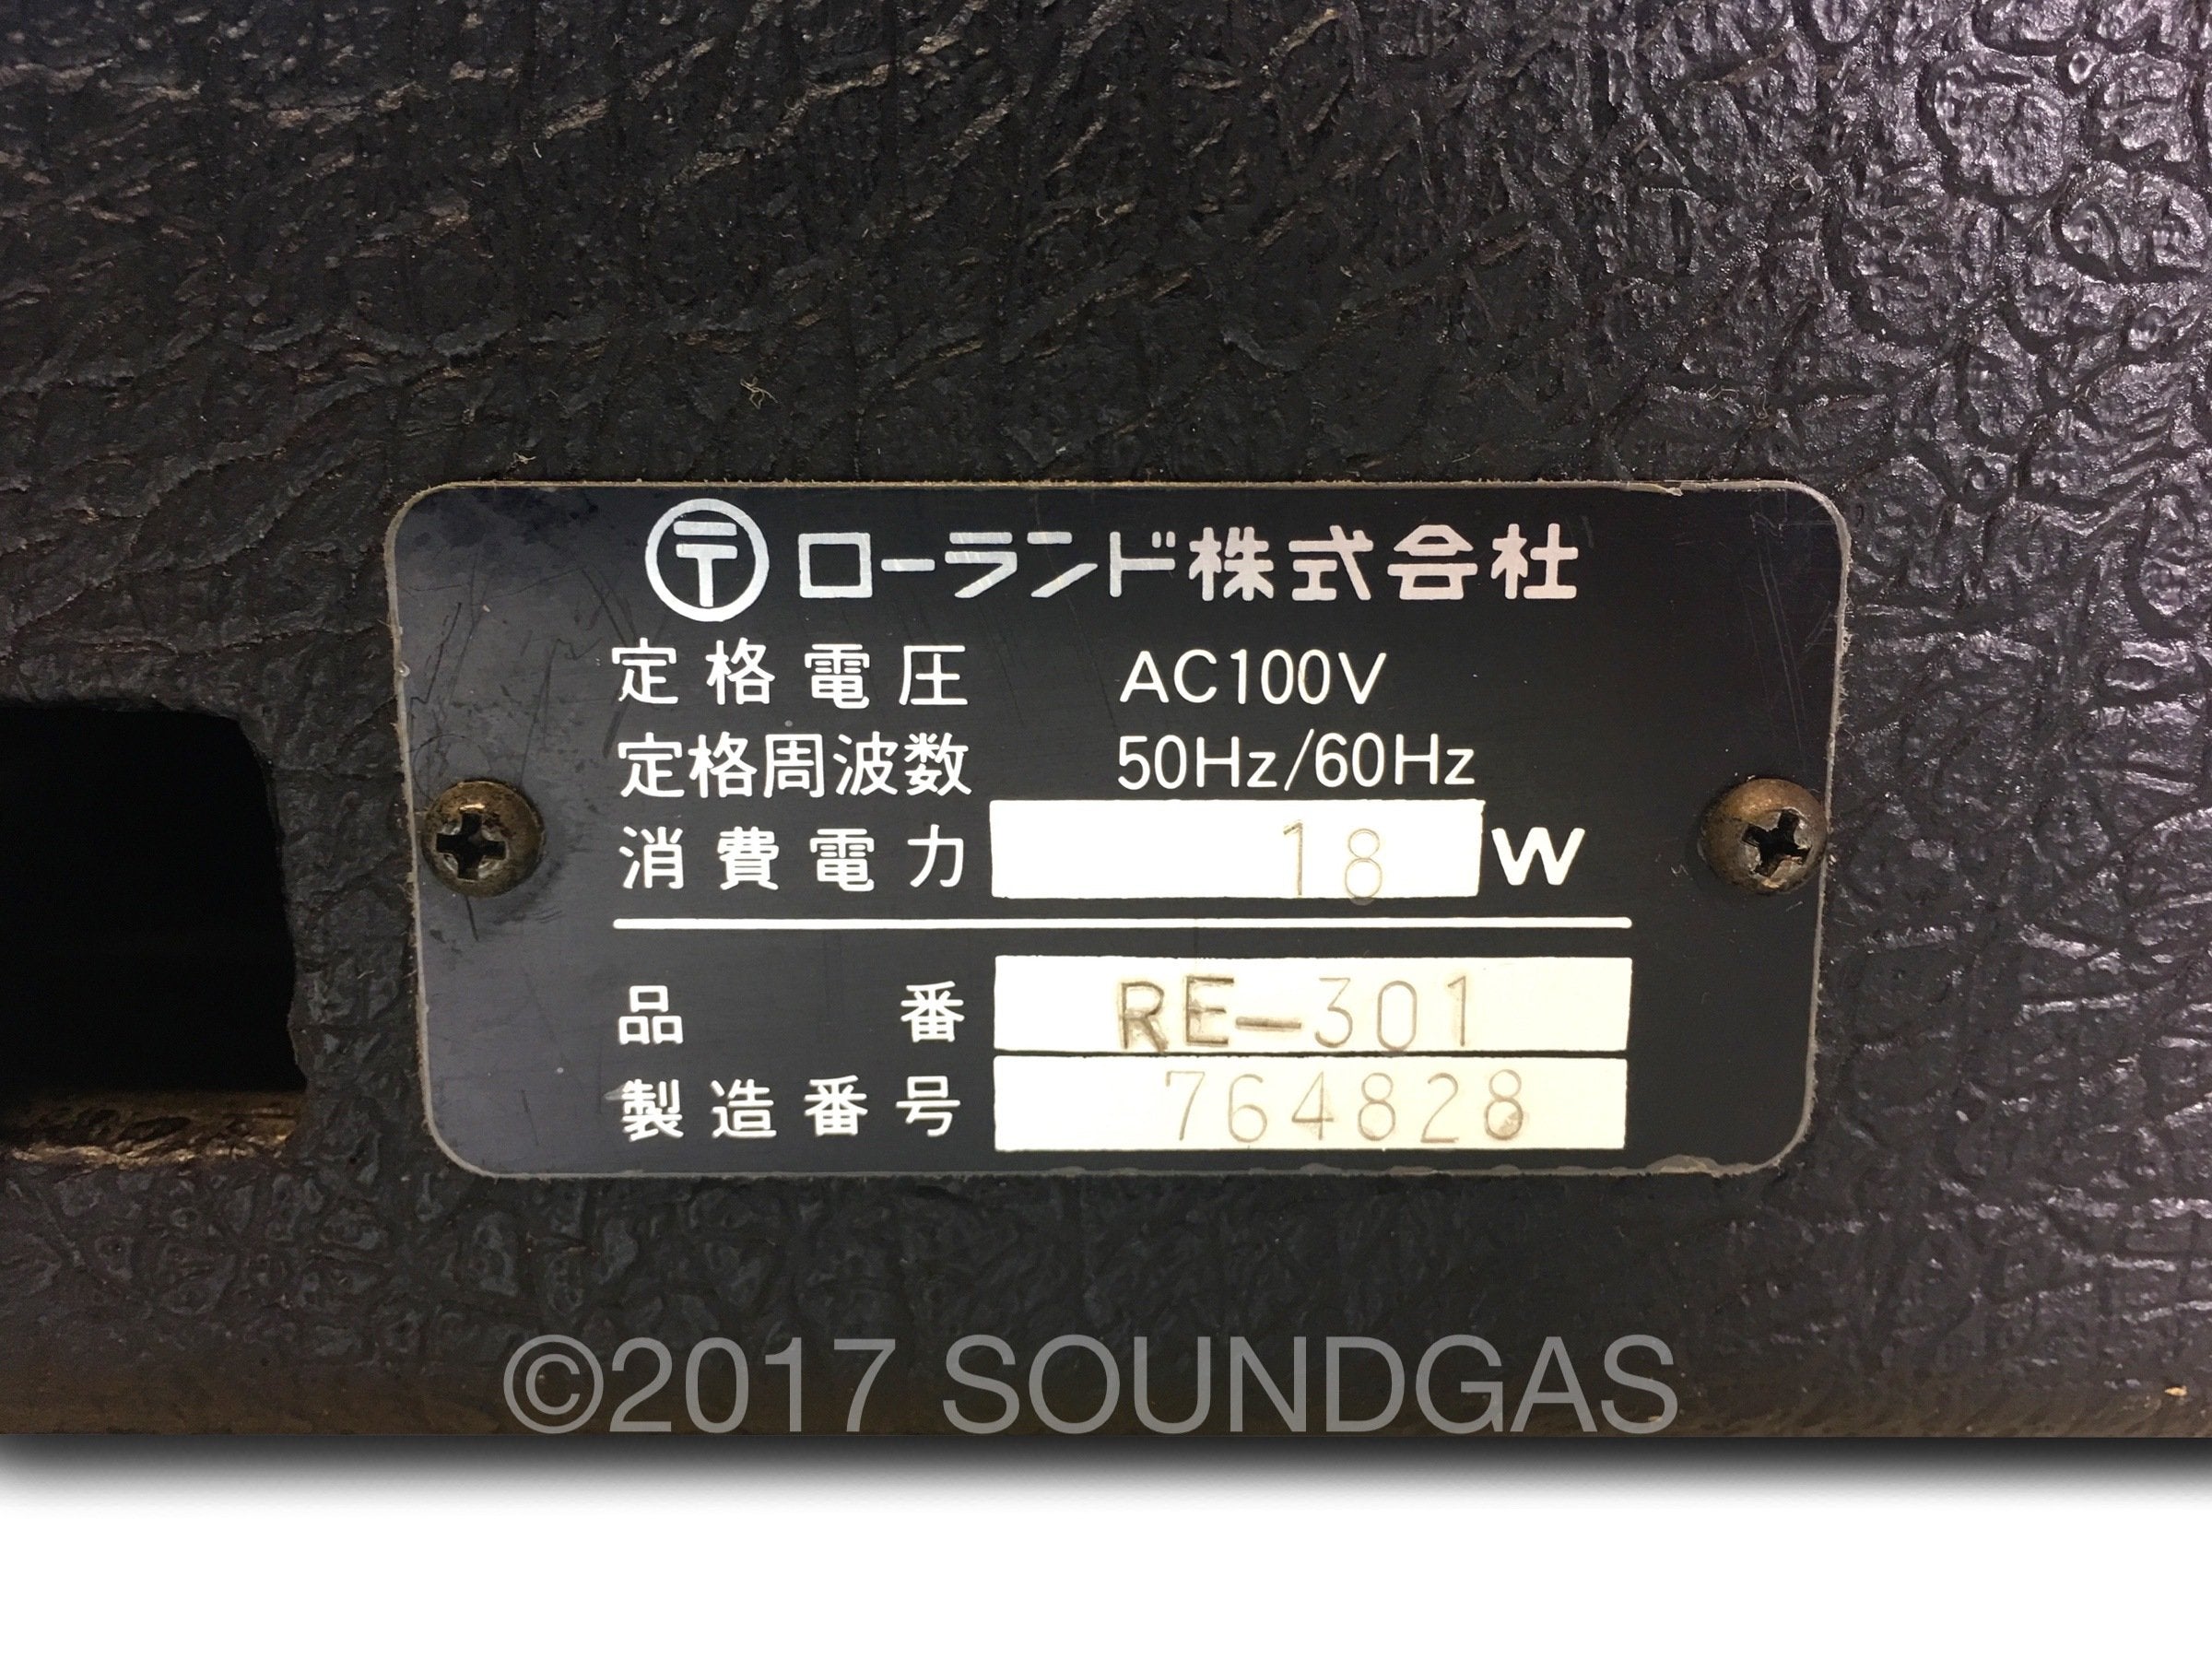 〶 ローランド株式会社
定格電圧 AC100V
定格周波数 50Hz/60Hz
消費電力 18 W
品番 RE-301
製造番号 764828
©2017 SOUNDGAS